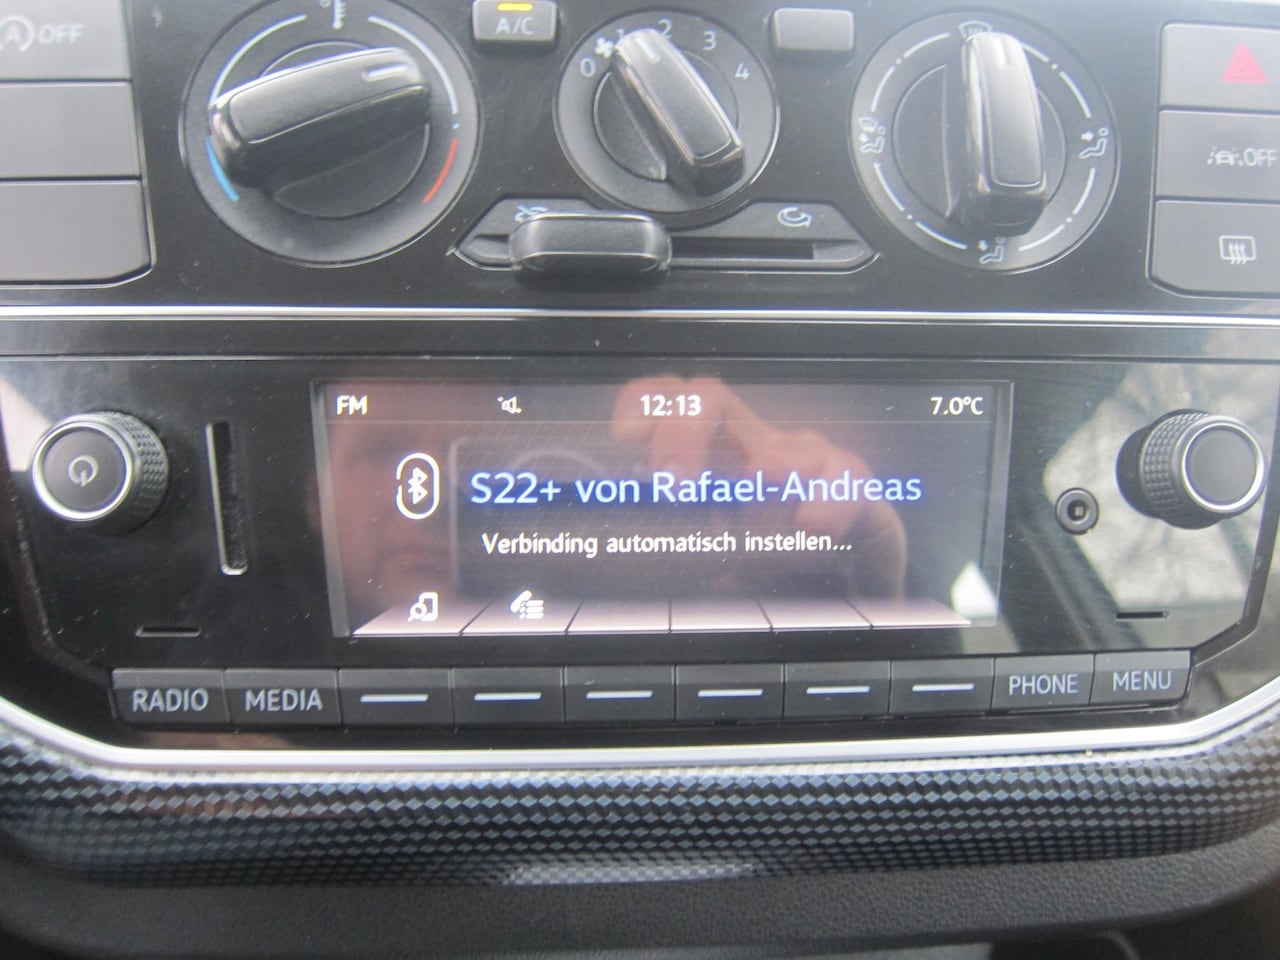 OFF
A/C
0 1 2 3 4
OFF
FM 12:13 7.0°C
S22+ von Rafael-Andreas
Verbinding automatisch instellen...
RADIO MEDIA PHONE MENU